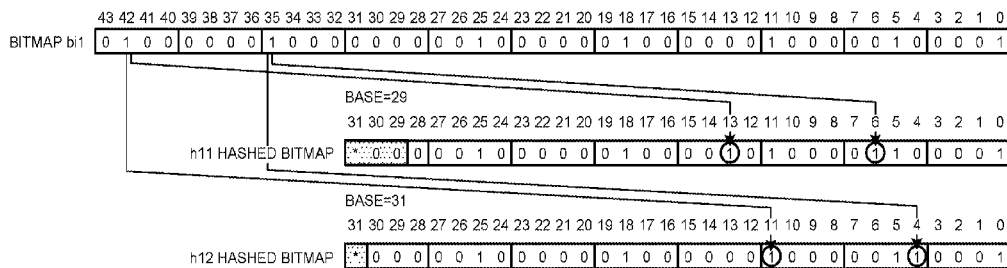 43 42 41 40 39 38 37 36 35 34 33 32 31 30 29 28 27 26 25 24 23 22 21 20 19 18 17 16 15 14 13 12 11 10 9 8 7 6 5 4 3 2 1 0
BITMAP bi1 0 1 0 0 0 0 0 0 1 0 0 0 0 0 0 0 0 0 1 0 0 0 0 0 0 1 0 0 0 0 0 0 1 0 0 0 0 0 1 0 0 0 0 1
BASE=29
31 30 29 28 27 26 25 24 23 22 21 20 19 18 17 16 15 14 13 12 11 10 9 8 7 6 5 4 3 2 1 0
h11 HASHED BITMAP * 0 0 0 0 0 1 0 0 0 0 0 0 1 0 0 0 0 1 0 1 0 0 0 0 1 1 0 0 0 0 1
BASE=31
31 30 29 28 27 26 25 24 23 22 21 20 19 18 17 16 15 14 13 12 11 10 9 8 7 6 5 4 3 2 1 0
h12 HASHED BITMAP * 0 0 0 0 0 1 0 0 0 0 0 0 1 0 0 0 0 0 0 1 0 0 0 0 0 1 1 0 0 0 1